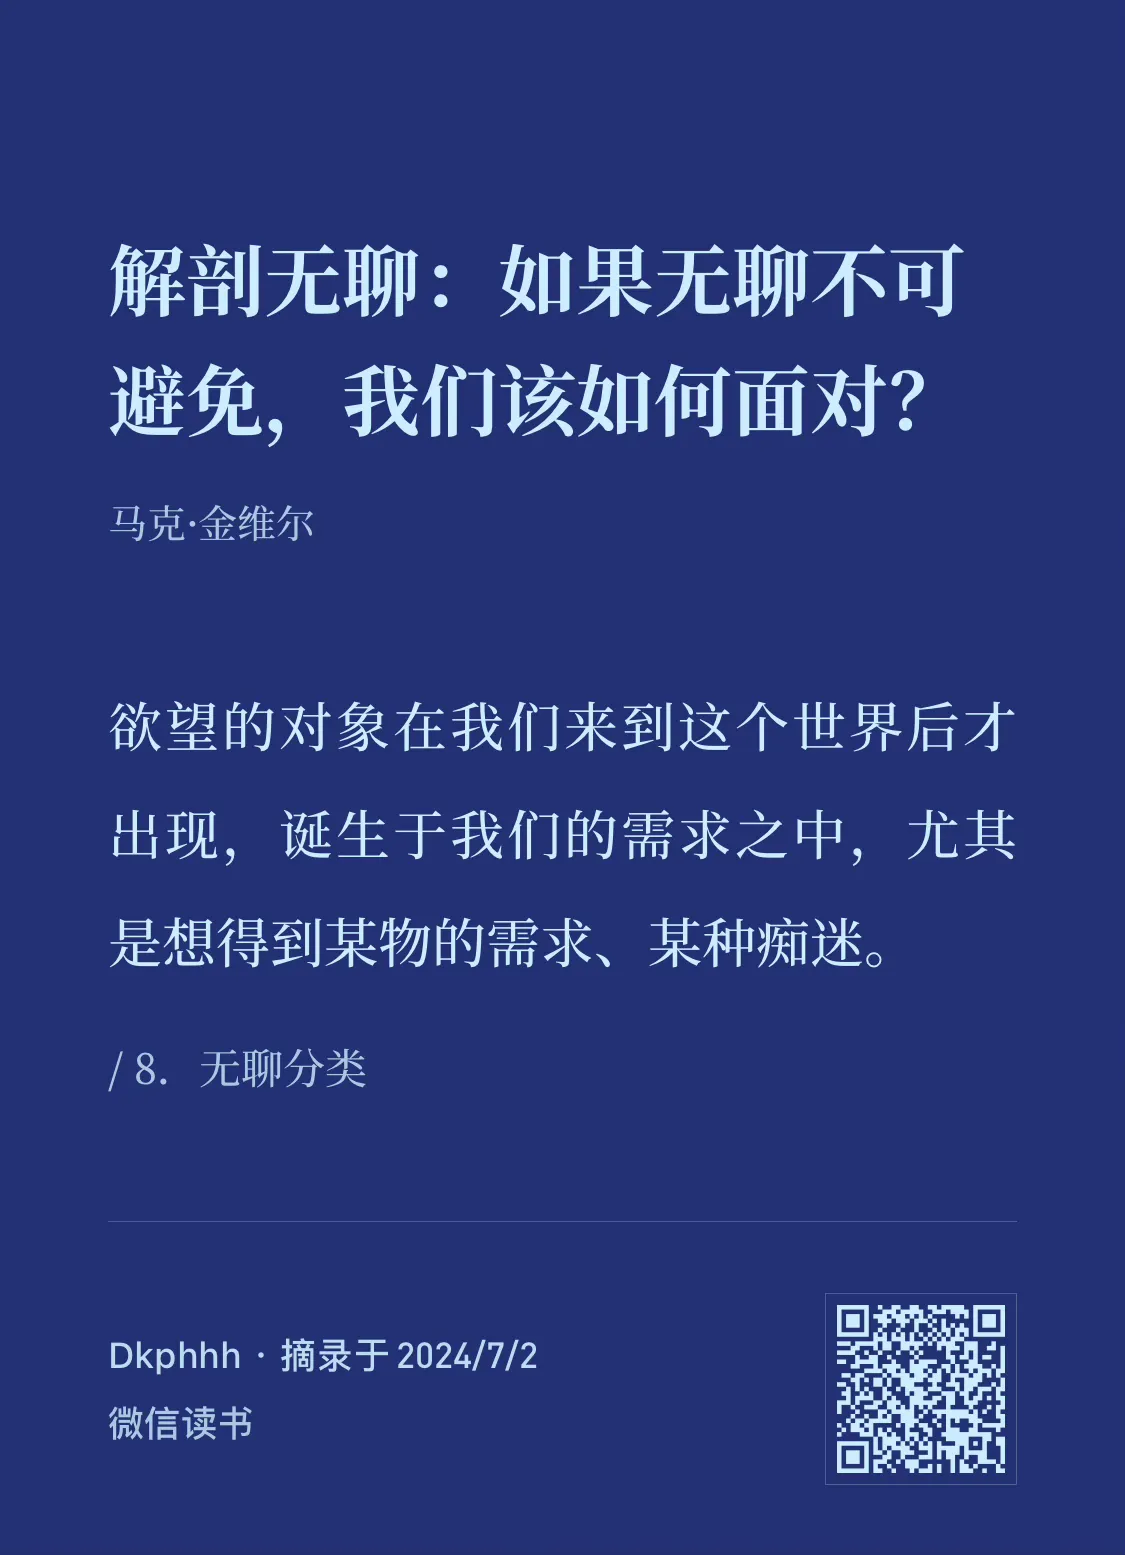 解剖无聊：如果无聊不可
避免，我们该如何面对？
马克·金维尔
欲望的对象在我们来到这个世界后才
出现，诞生于我们的需求之中，尤其
是想得到某物的需求、某种痴迷。
/ 8. 无聊分类
Dkphhh · 摘录于 2024/7/2
微信读书